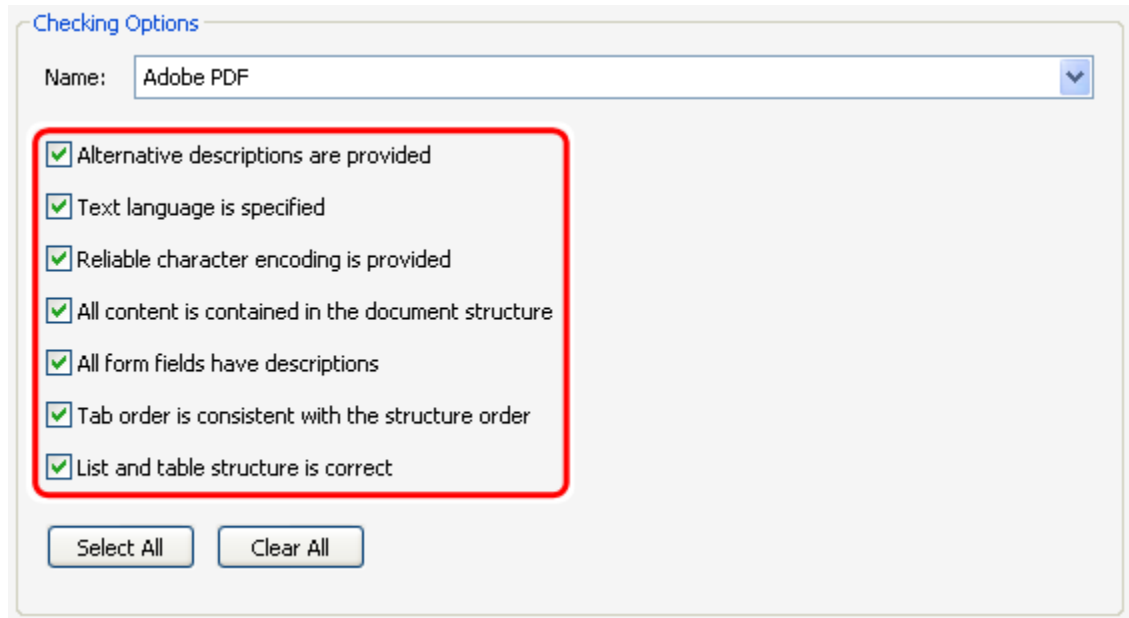 Checking Options
Name: Adobe PDF
Alternative descriptions are provided
Text language is specified
Reliable character encoding is provided
All content is contained in the document structure
All form fields have descriptions
Tab order is consistent with the structure order
List and table structure is correct
Select All Clear All